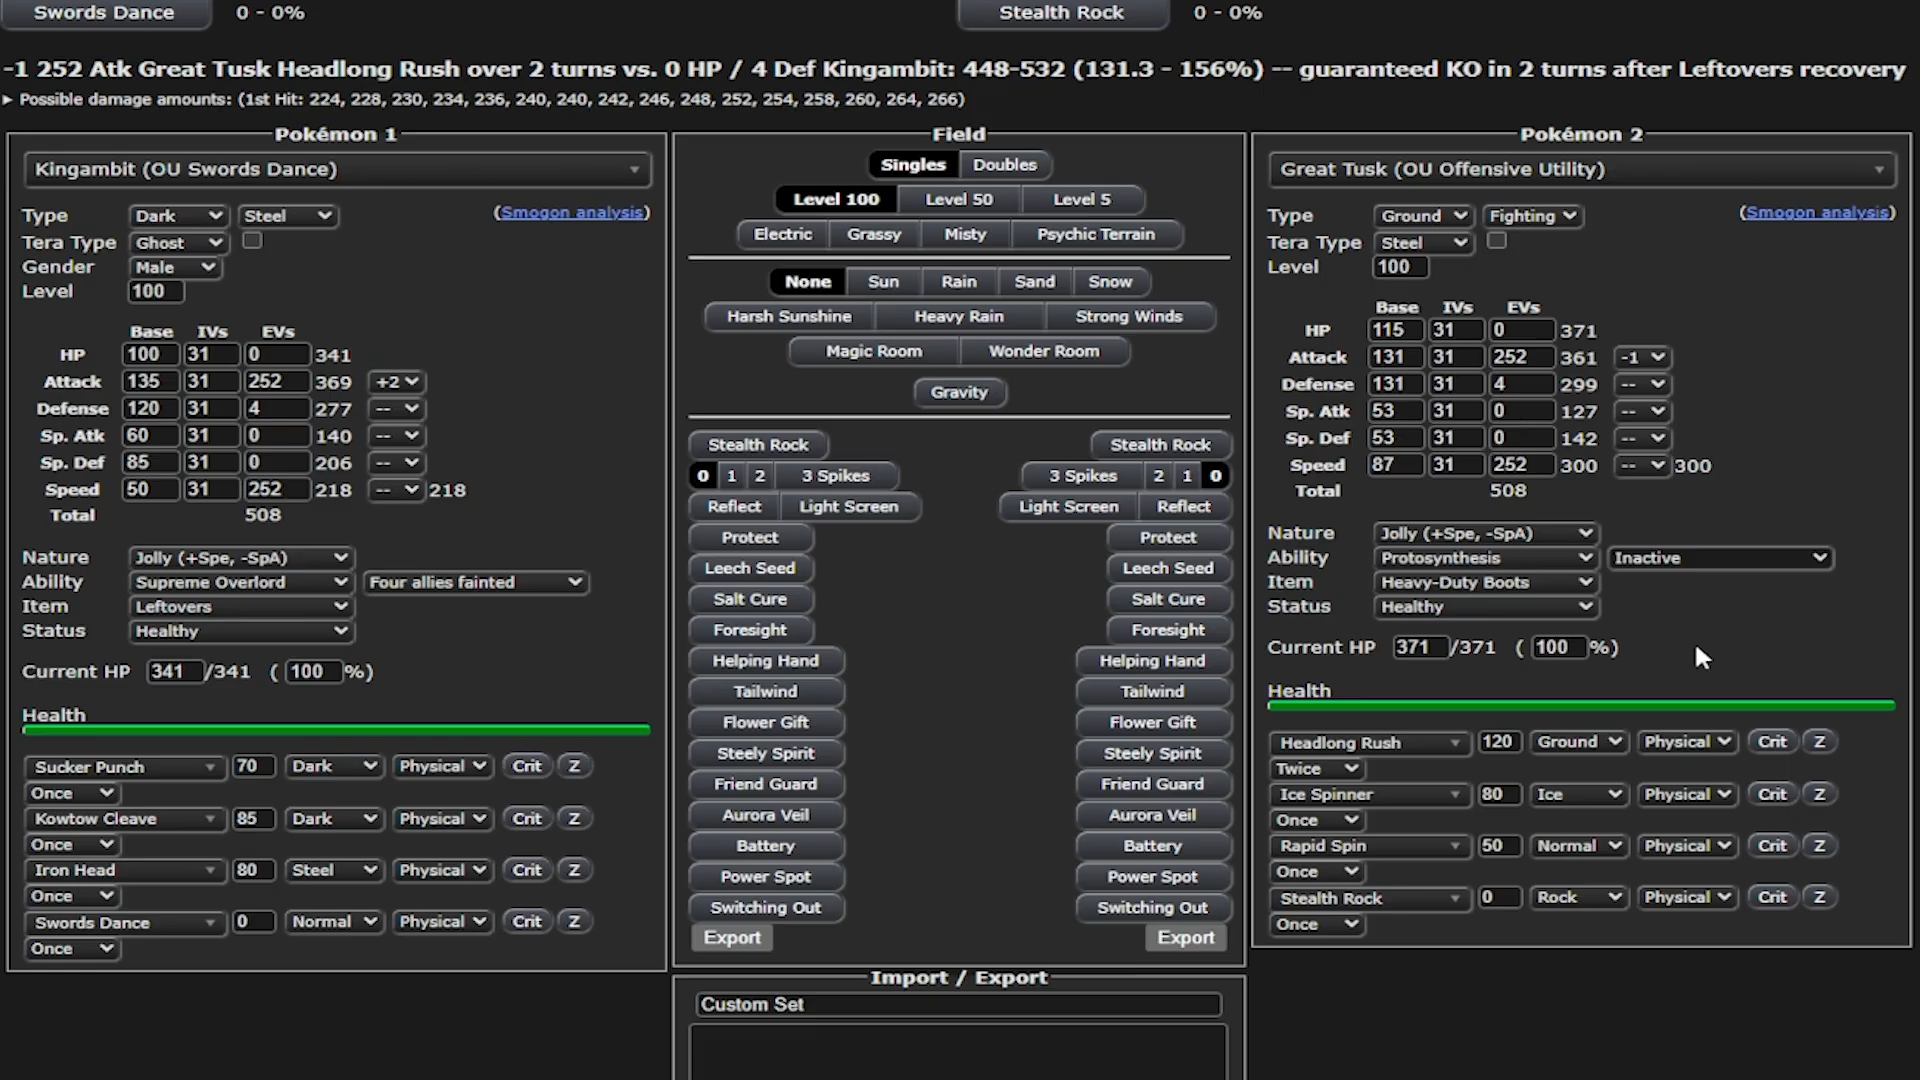 Swords Dance 0 - 0% Stealth Rock 0 - 0%
-1 252 Atk Great Tusk Headlong Rush over 2 turns vs. 0 HP / 4 Def Kingambit: 448-532 (131.3 - 156%) -- guaranteed KO in 2 turns after Leftovers recovery
▸ Possible damage amounts: (1st Hit: 224, 228, 230, 234, 236, 240, 240, 242, 246, 248, 252, 254, 258, 260, 264, 266)
Pokémon 1
Kingambit (OU Swords Dance)
Type Dark Steel (Smogon analysis)
Tera Type Ghost
Gender Male
Level 100
Base IVs EVs
HP 100 31 0 341
Attack 135 31 252 369 +2
Defense 120 31 4 277 --
Sp. Atk 60 31 0 140 --
Sp. Def 85 31 0 206 --
Speed 50 31 252 218 -- 218
Total 508
Nature Jolly (+Spe, -SpA)
Ability Supreme Overlord Four allies fainted
Item Leftovers
Status Healthy
Current HP 341/341 ( 100 %)
Health
Sucker Punch 70 Dark Physical Crit Z
Once
Kowtow Cleave 85 Dark Physical Crit Z
Once
Iron Head 80 Steel Physical Crit Z
Once
Swords Dance 0 Normal Physical Crit Z
Once
Field
Singles Doubles
Level 100 Level 50 Level 5
Electric Grassy Misty Psychic Terrain
None Sun Rain Sand Snow
Harsh Sunshine Heavy Rain Strong Winds
Magic Room Wonder Room
Gravity
Stealth Rock Stealth Rock
0 1 2 3 Spikes 3 Spikes 2 1 0
Reflect Light Screen Light Screen Reflect
Protect Protect
Leech Seed Leech Seed
Salt Cure Salt Cure
Foresight Foresight
Helping Hand Helping Hand
Tailwind Tailwind
Flower Gift Flower Gift
Steely Spirit Steely Spirit
Friend Guard Friend Guard
Aurora Veil Aurora Veil
Battery Battery
Power Spot Power Spot
Switching Out Switching Out
Export Export
Import / Export
Custom Set
Pokémon 2
Great Tusk (OU Offensive Utility)
Type Ground Fighting (Smogon analysis)
Tera Type Steel
Level 100
Base IVs EVs
HP 115 31 0 371
Attack 131 31 252 361 -1
Defense 131 31 4 299 --
Sp. Atk 53 31 0 127 --
Sp. Def 53 31 0 142 --
Speed 87 31 252 300 -- 300
Total 508
Nature Jolly (+Spe, -SpA)
Ability Protosynthesis Inactive
Item Heavy-Duty Boots
Status Healthy
Current HP 371/371 ( 100 %)
Health
Headlong Rush 120 Ground Physical Crit Z
Twice
Ice Spinner 80 Ice Physical Crit Z
Once
Rapid Spin 50 Normal Physical Crit Z
Once
Stealth Rock 0 Rock Physical Crit Z
Once